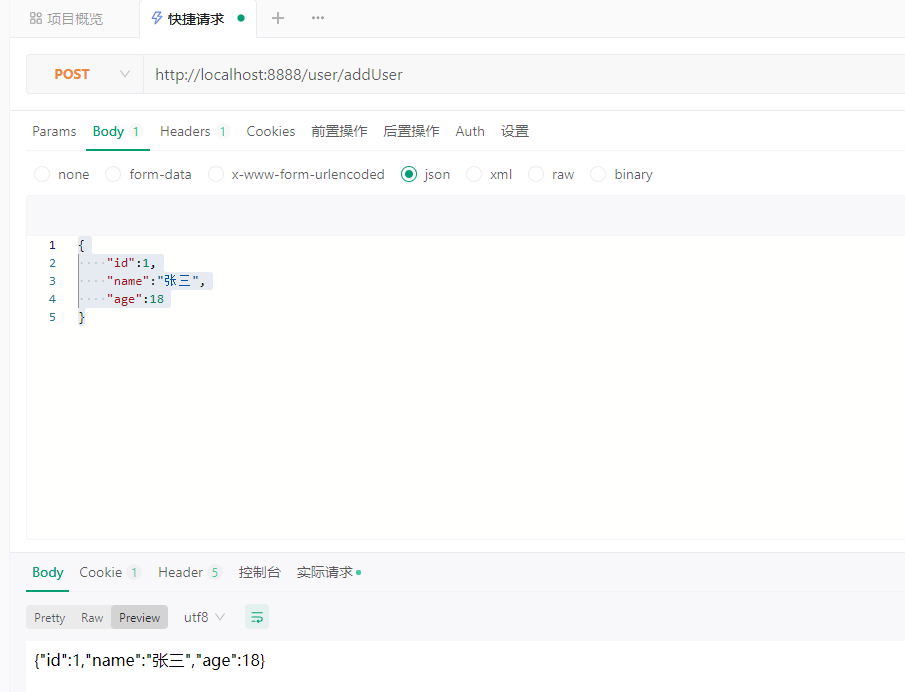 项目概览 快捷请求
POST http://localhost:8888/user/addUser
Params Body 1 Headers 1 Cookies 前置操作 后置操作 Auth 设置
none form-data x-www-form-urlencoded json xml raw binary
1 {
2 "id":1,
3 "name":"张三",
4 "age":18
5 }
Body Cookie 1 Header 5 控制台 实际请求
Pretty Raw Preview utf8
{"id":1,"name":"张三","age":18}